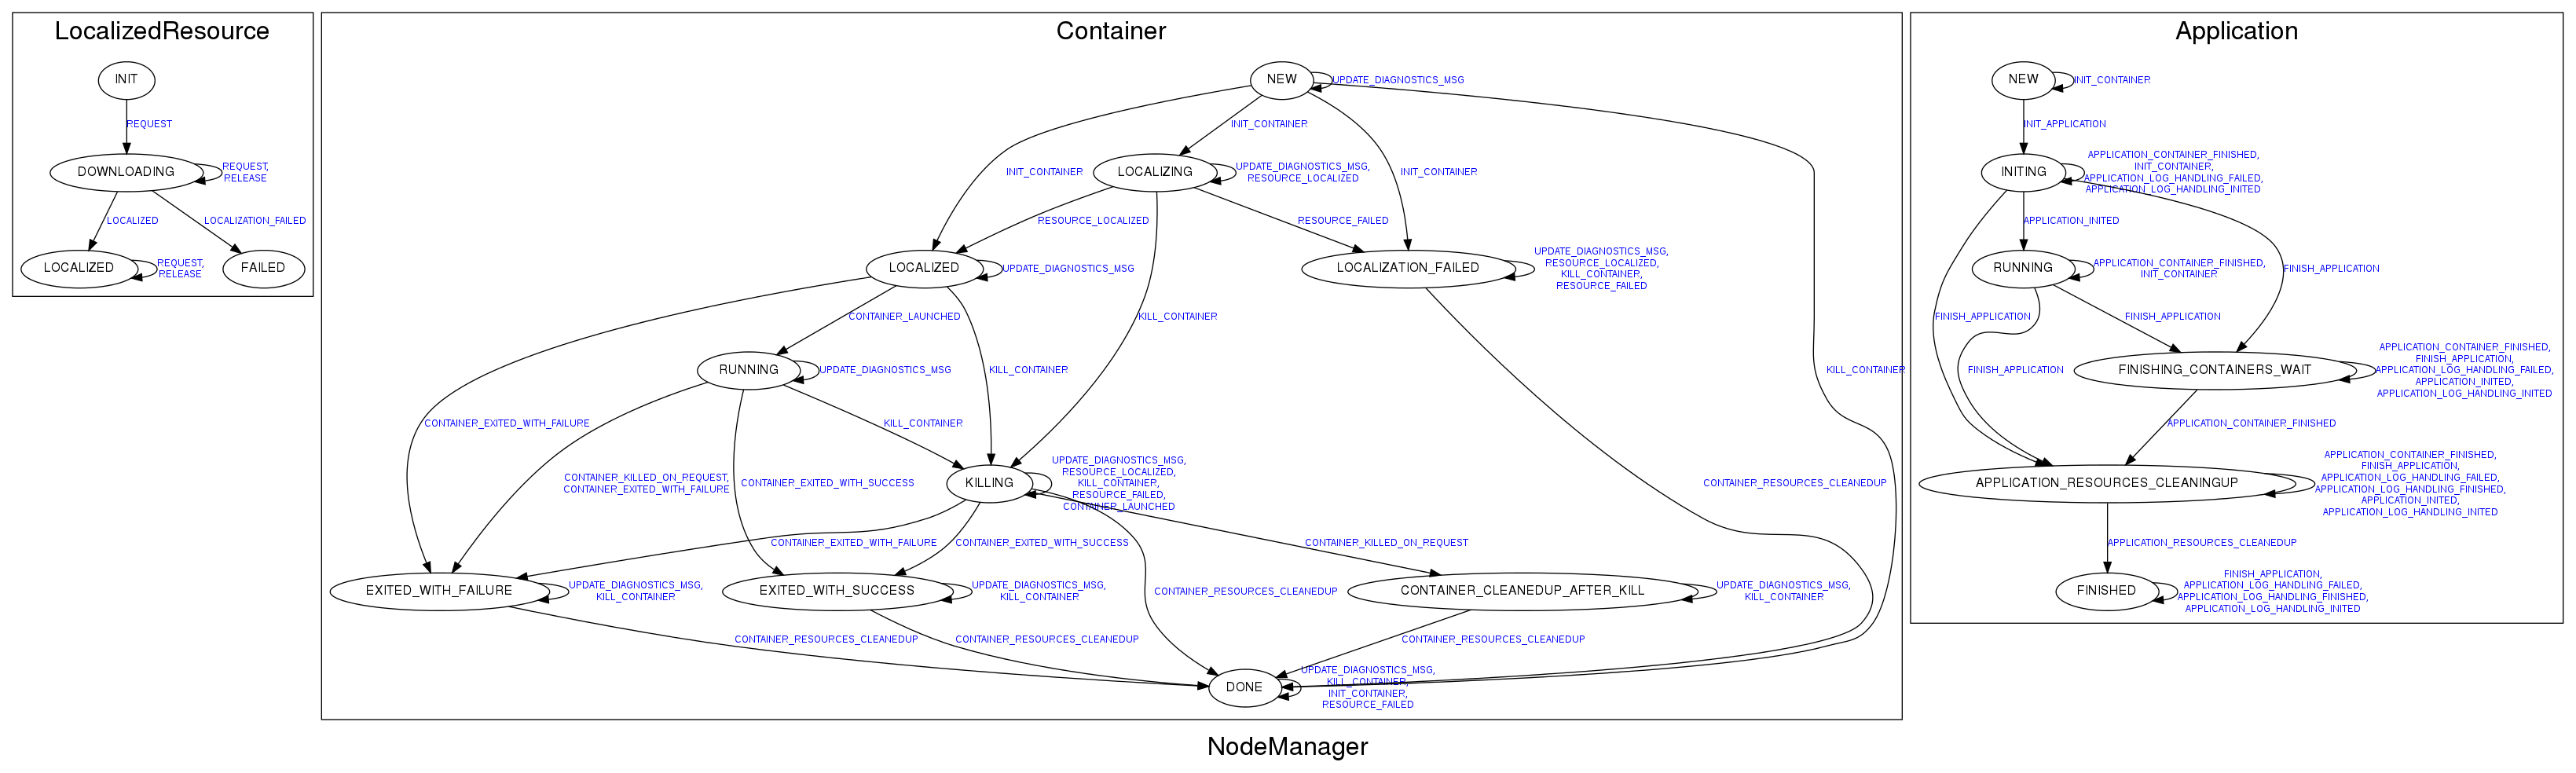 LocalizedResource
INIT
REQUEST
DOWNLOADING
REQUEST,
RELEASE
LOCALIZED
LOCALIZATION_FAILED
LOCALIZED
REQUEST,
RELEASE
FAILED
Container
NEW
UPDATE_DIAGNOSTICS_MSG
INIT_CONTAINER
INIT_CONTAINER
LOCALIZING
UPDATE_DIAGNOSTICS_MSG,
RESOURCE_LOCALIZED
INIT_CONTAINER
RESOURCE_LOCALIZED
RESOURCE_FAILED
LOCALIZED
UPDATE_DIAGNOSTICS_MSG
LOCALIZATION_FAILED
UPDATE_DIAGNOSTICS_MSG,
RESOURCE_LOCALIZED,
KILL_CONTAINER,
RESOURCE_FAILED
CONTAINER_LAUNCHED
KILL_CONTAINER
RUNNING
UPDATE_DIAGNOSTICS_MSG
KILL_CONTAINER
KILL_CONTAINER
CONTAINER_EXITED_WITH_FAILURE
KILL_CONTAINER
CONTAINER_KILLED_ON_REQUEST,
CONTAINER_EXITED_WITH_FAILURE
CONTAINER_EXITED_WITH_SUCCESS
KILLING
UPDATE_DIAGNOSTICS_MSG,
RESOURCE_LOCALIZED,
KILL_CONTAINER,
RESOURCE_FAILED,
CONTAINER_LAUNCHED
CONTAINER_RESOURCES_CLEANEDUP
CONTAINER_EXITED_WITH_FAILURE
CONTAINER_EXITED_WITH_SUCCESS
CONTAINER_KILLED_ON_REQUEST
EXITED_WITH_FAILURE
UPDATE_DIAGNOSTICS_MSG,
KILL_CONTAINER
EXITED_WITH_SUCCESS
UPDATE_DIAGNOSTICS_MSG,
KILL_CONTAINER
CONTAINER_RESOURCES_CLEANEDUP
CONTAINER_CLEANEDUP_AFTER_KILL
UPDATE_DIAGNOSTICS_MSG,
KILL_CONTAINER
CONTAINER_RESOURCES_CLEANEDUP
CONTAINER_RESOURCES_CLEANEDUP
CONTAINER_RESOURCES_CLEANEDUP
DONE
UPDATE_DIAGNOSTICS_MSG,
KILL_CONTAINER,
INIT_CONTAINER,
RESOURCE_FAILED
Application
NEW
INIT_CONTAINER
INIT_APPLICATION
INITING
APPLICATION_CONTAINER_FINISHED,
INIT_CONTAINER,
APPLICATION_LOG_HANDLING_FAILED,
APPLICATION_LOG_HANDLING_INITED
APPLICATION_INITED
RUNNING
APPLICATION_CONTAINER_FINISHED,
INIT_CONTAINER
FINISH_APPLICATION
FINISH_APPLICATION
FINISH_APPLICATION
FINISH_APPLICATION
FINISHING_CONTAINERS_WAIT
APPLICATION_CONTAINER_FINISHED,
FINISH_APPLICATION,
APPLICATION_LOG_HANDLING_FAILED,
APPLICATION_INITED,
APPLICATION_LOG_HANDLING_INITED
APPLICATION_CONTAINER_FINISHED
APPLICATION_RESOURCES_CLEANINGUP
APPLICATION_CONTAINER_FINISHED,
FINISH_APPLICATION,
APPLICATION_LOG_HANDLING_FAILED,
APPLICATION_LOG_HANDLING_FINISHED,
APPLICATION_INITED,
APPLICATION_LOG_HANDLING_INITED
APPLICATION_RESOURCES_CLEANEDUP
FINISHED
FINISH_APPLICATION,
APPLICATION_LOG_HANDLING_FAILED,
APPLICATION_LOG_HANDLING_FINISHED,
APPLICATION_LOG_HANDLING_INITED
NodeManager